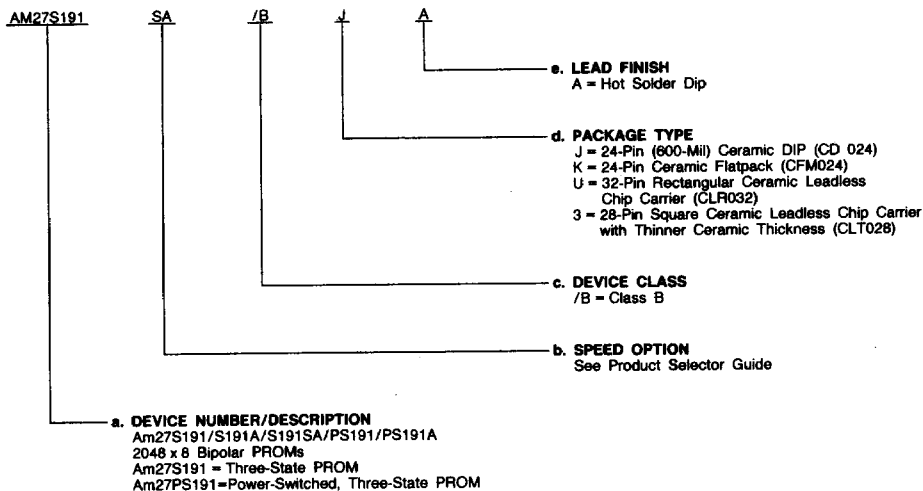 AM27S191 SA /B J A
e. LEAD FINISH
A = Hot Solder Dip
d. PACKAGE TYPE
J = 24-Pin (600-Mil) Ceramic DIP (CD 024)
K = 24-Pin Ceramic Flatpack (CFM024)
U = 32-Pin Rectangular Ceramic Leadless
Chip Carrier (CLR032)
3 = 28-Pin Square Ceramic Leadless Chip Carrier
with Thinner Ceramic Thickness (CLT028)
c. DEVICE CLASS
/B = Class B
b. SPEED OPTION
See Product Selector Guide
a. DEVICE NUMBER/DESCRIPTION
Am27S191/S191A/S191SA/PS191/PS191A
2048 x 8 Bipolar PROMs
Am27S191 = Three-State PROM
Am27PS191=Power-Switched, Three-State PROM